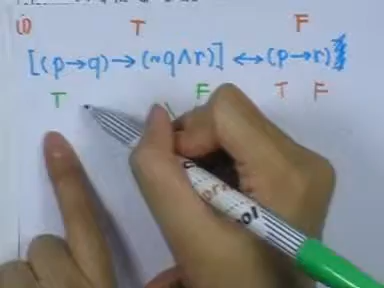 (i) T F
[(p→q)→(~q∧r)]↔(p→r)
T F T F